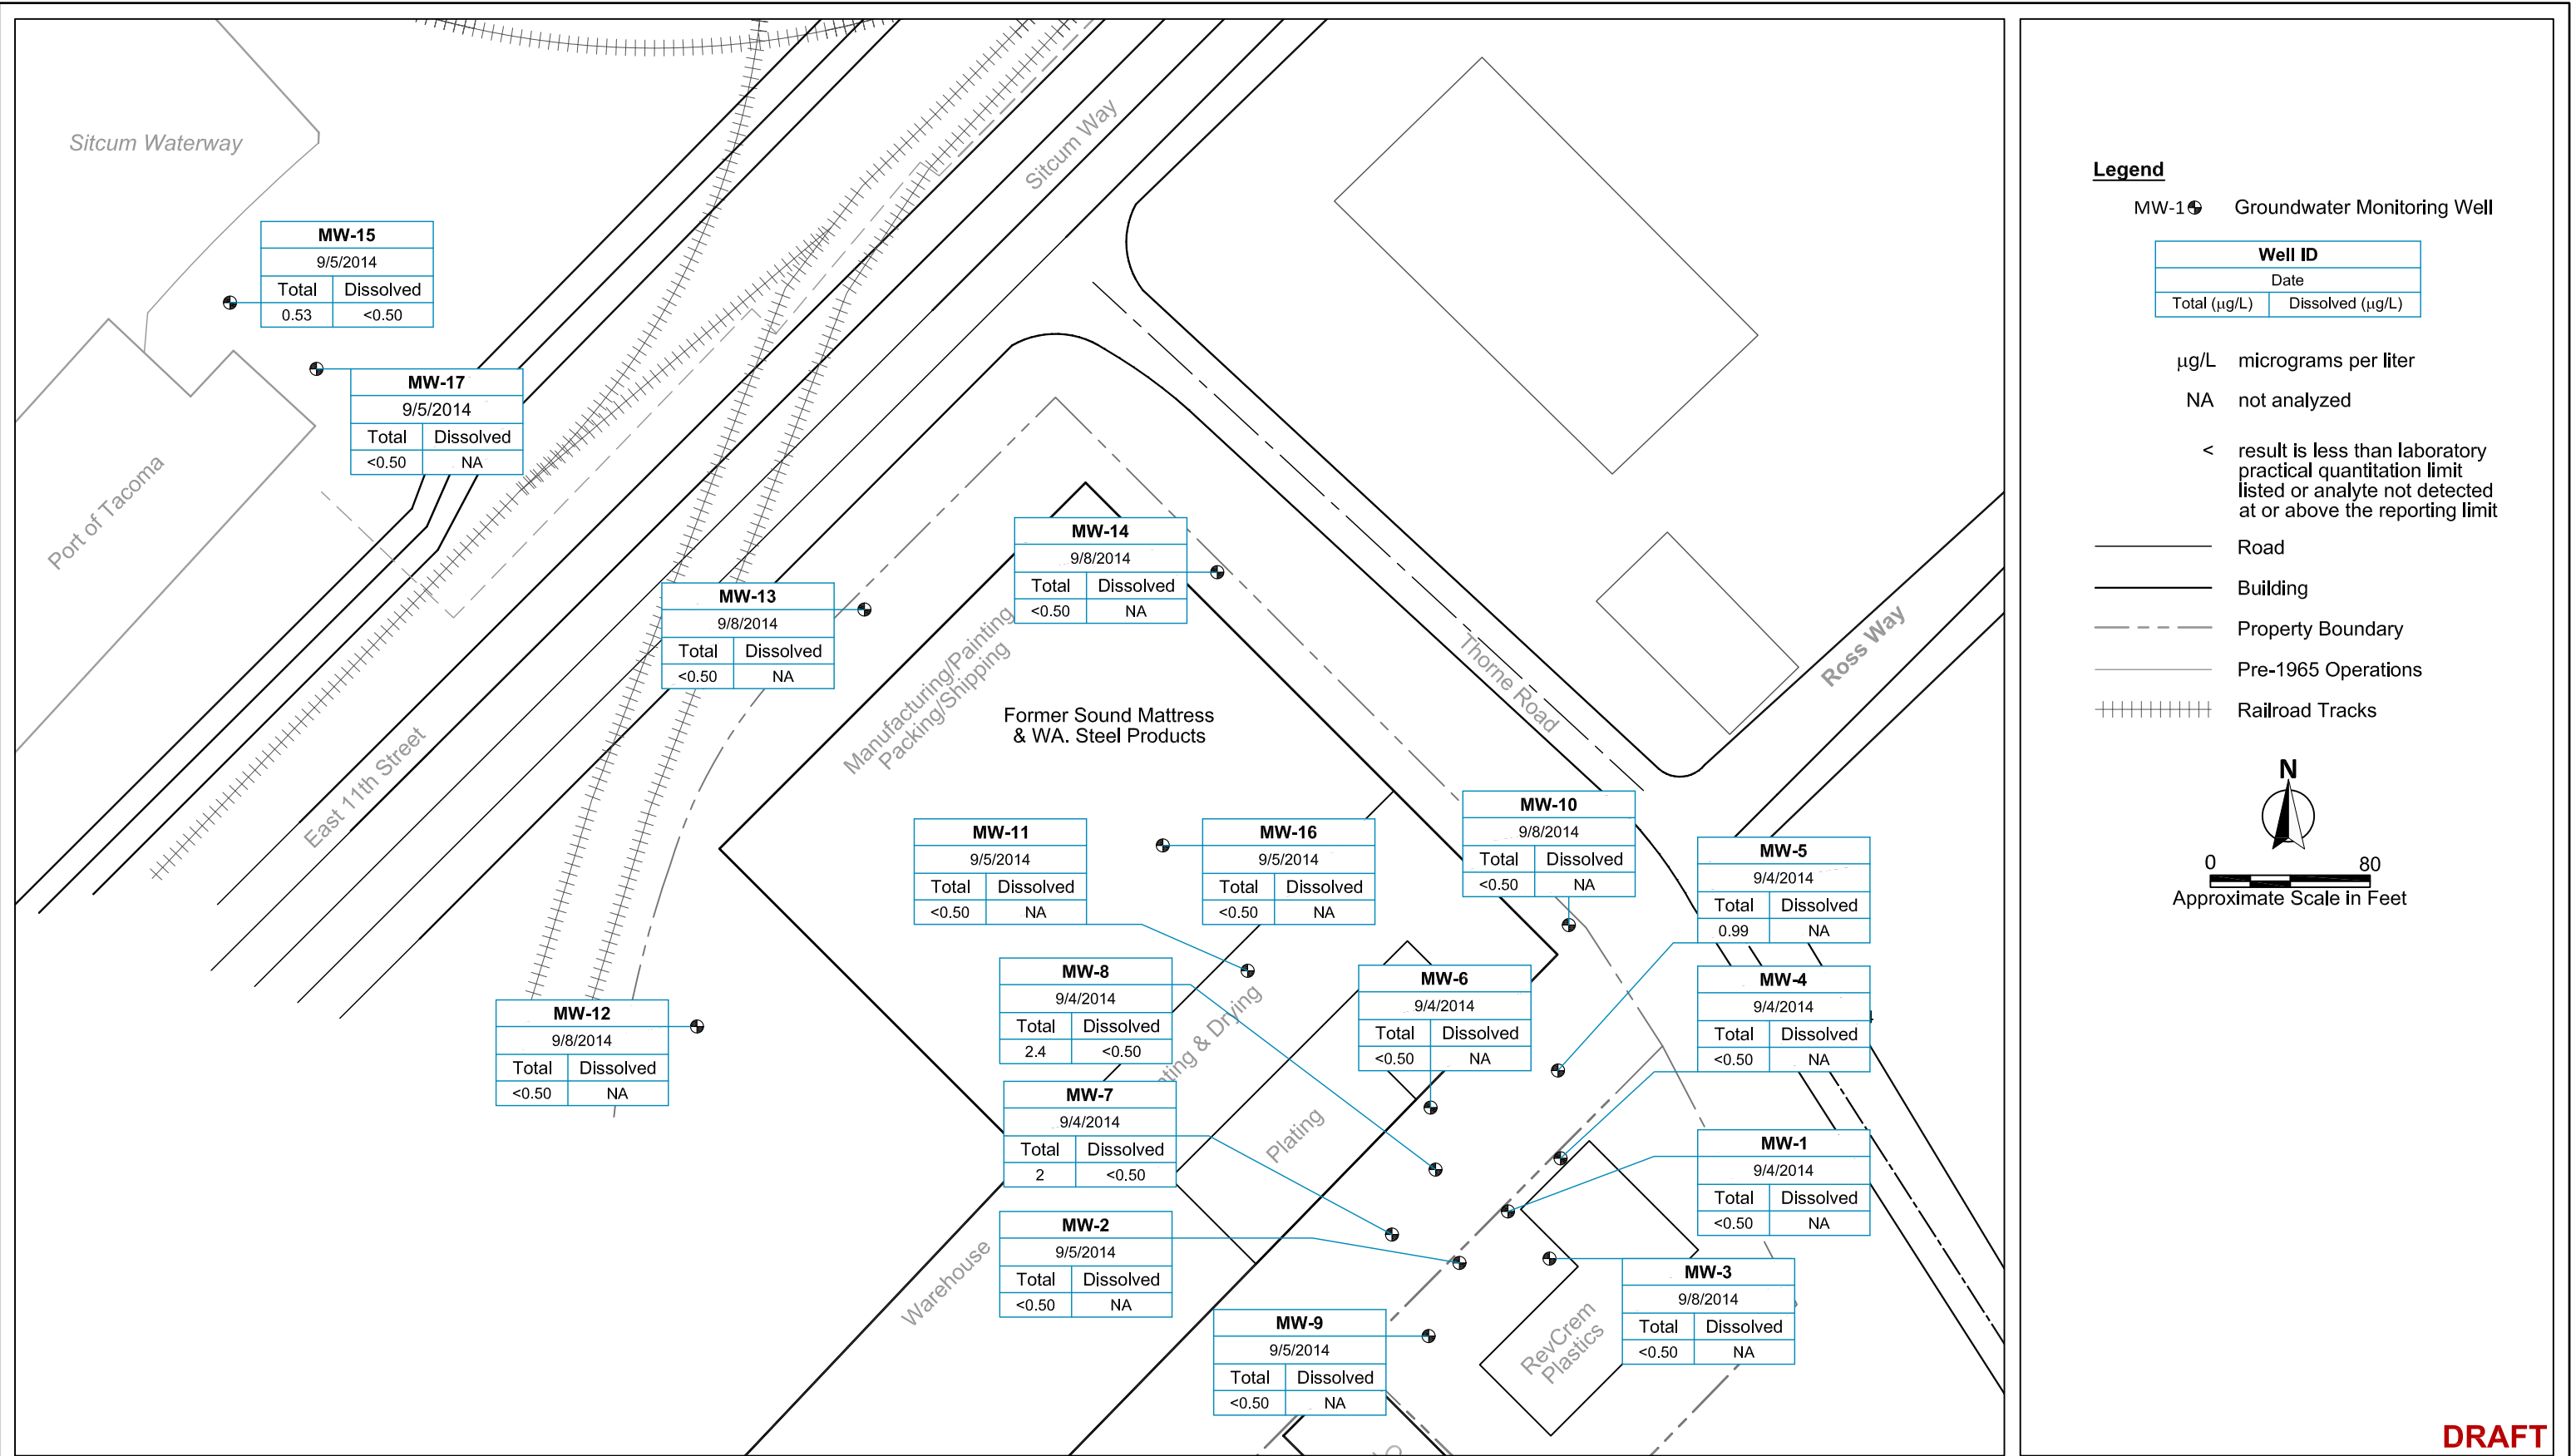 Sitcum Waterway
Sitcum Way
MW-15
9/5/2014
Total Dissolved
0.53 <0.50
MW-17
9/5/2014
Total Dissolved
<0.50 NA
Port of Tacoma
MW-14
9/8/2014
Total Dissolved
<0.50 NA
MW-13
9/8/2014
Total Dissolved
<0.50 NA
Manufacturing/Painting
Packing/Shipping
Thorne Road
Ross Way
Former Sound Mattress
& WA. Steel Products
East 11th Street
MW-11
9/5/2014
Total Dissolved
<0.50 NA
MW-16
9/5/2014
Total Dissolved
<0.50 NA
MW-10
9/8/2014
Total Dissolved
<0.50 NA
MW-5
9/4/2014
Total Dissolved
0.99 NA
MW-8
9/4/2014
Total Dissolved
2.4 <0.50
MW-6
9/4/2014
Total Dissolved
<0.50 NA
MW-4
9/4/2014
Total Dissolved
<0.50 NA
MW-12
9/8/2014
Total Dissolved
<0.50 NA
& Drying
MW-7
9/4/2014
Total Dissolved
2 <0.50
Plating
MW-1
9/4/2014
Total Dissolved
<0.50 NA
MW-2
9/5/2014
Total Dissolved
<0.50 NA
Warehouse
MW-3
9/8/2014
Total Dissolved
<0.50 NA
MW-9
9/5/2014
Total Dissolved
<0.50 NA
RevCrem
Plastics
Legend
MW-1 Groundwater Monitoring Well
Well ID
Date
Total (µg/L) Dissolved (µg/L)
µg/L micrograms per liter
NA not analyzed
< result is less than laboratory
practical quantitation limit
listed or analyte not detected
at or above the reporting limit
Road
Building
Property Boundary
Pre-1965 Operations
Railroad Tracks
N
0 80
Approximate Scale in Feet
DRAFT